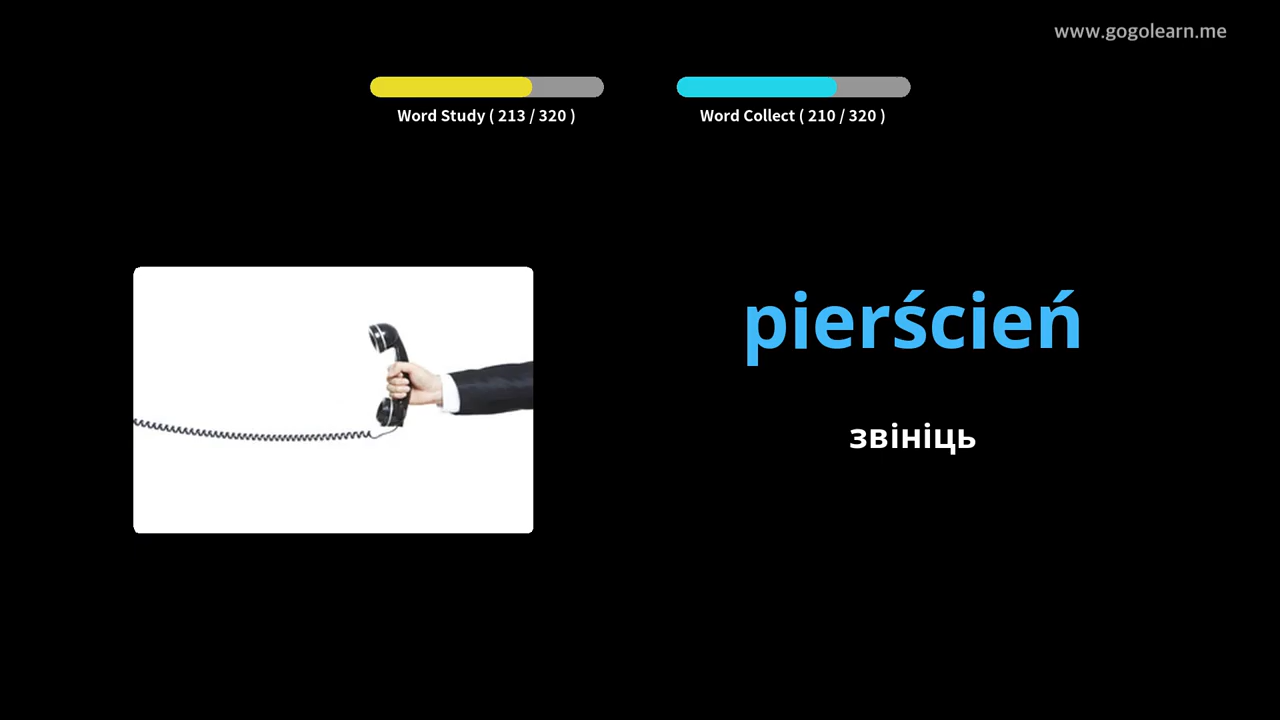 www.gogolearn.me
Word Study ( 213 / 320 )
Word Collect ( 210 / 320 )
pierścień
звініць